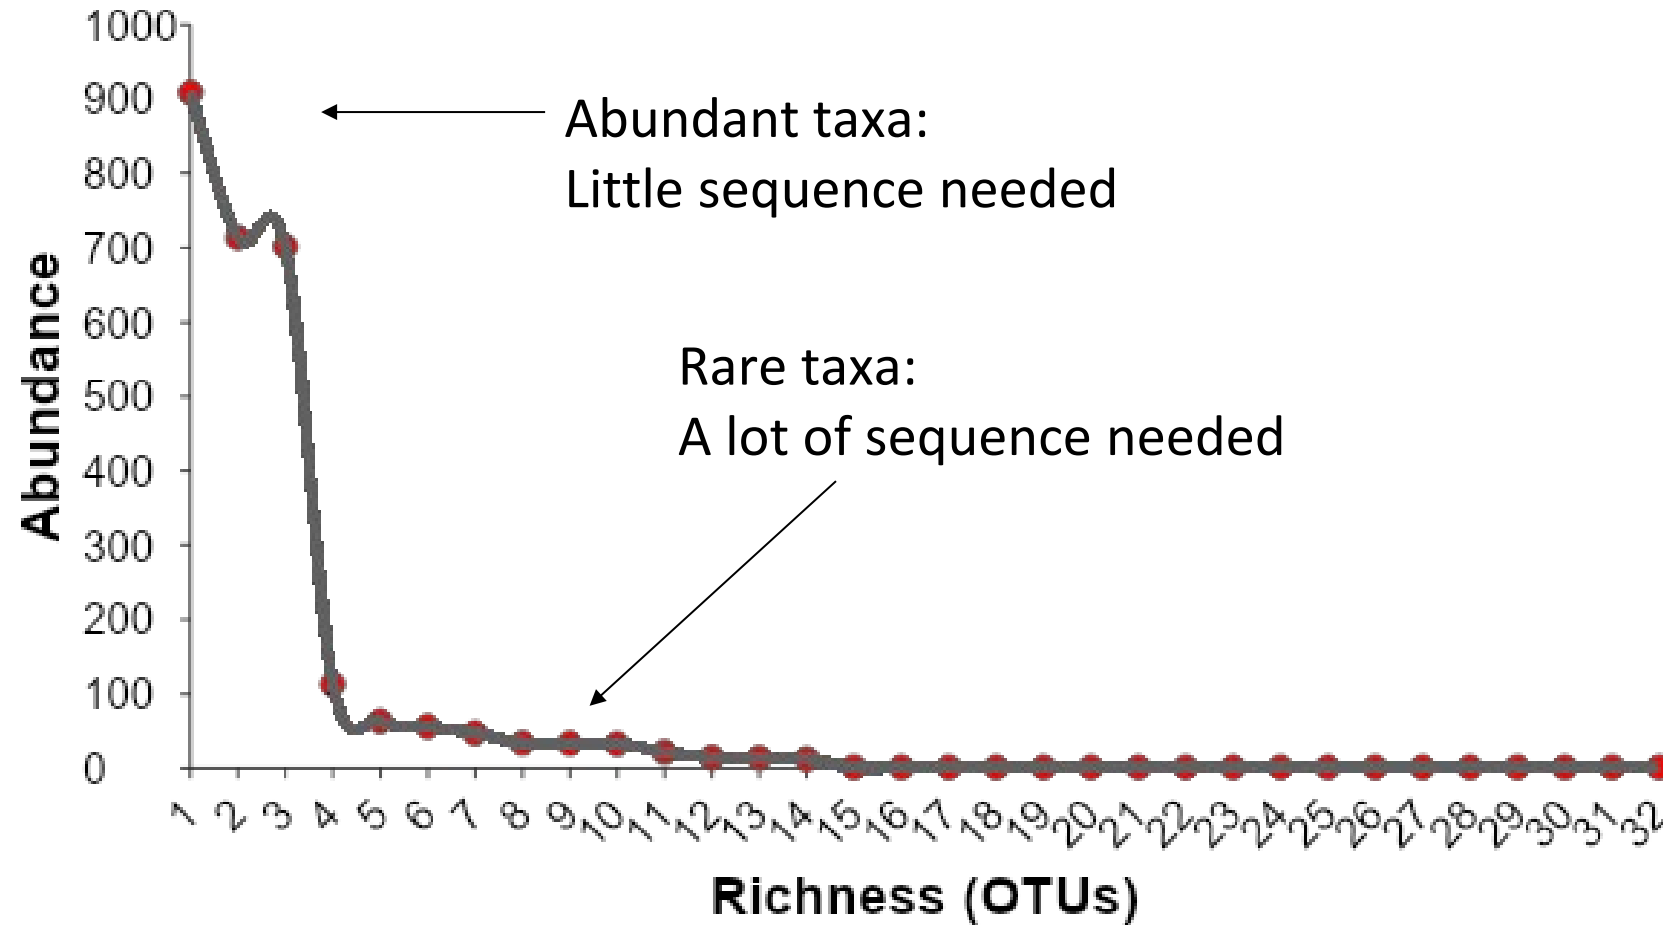 1000
900
800
700
600
500
400
300
200
100
0
Abundance
Abundant taxa:
Little sequence needed
Rare taxa:
A lot of sequence needed
1 2 3 4 5 6 7 8 9 10 11 12 13 14 15 16 17 18 19 20 21 22 23 24 25 26 27 28 29 30 31 32
Richness (OTUs)